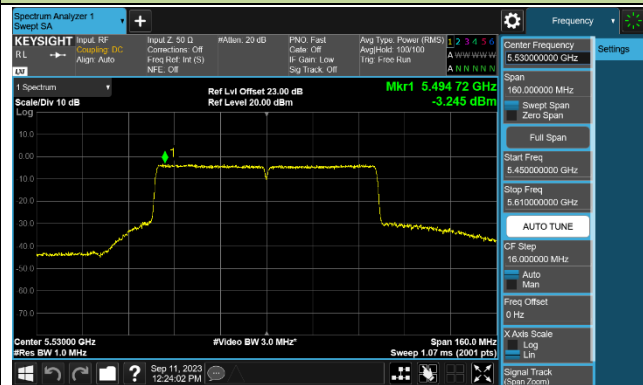 Spectrum Analyzer 1
Swept SA
Frequency
KEYSIGHT
RL
Input: RF
Coupling: DC
Align: Auto
Input Z: 50 Ω
Corrections: Off
Freq Ref: Int (S)
NFE: Off
#Atten: 20 dB
PNO: Fast
Gate: Off
IF Gain: Low
Sig Track: Off
Avg Type: Power (RMS)
Avg|Hold: 100/100
Trig: Free Run
1 2 3 4 5 6
A W W W W W
A N N N N N
LXI
1 Spectrum
Scale/Div 10 dB
Log
Ref Lvl Offset 23.00 dB
Ref Level 20.00 dBm
Mkr1 5.494 72 GHz
-3.245 dBm
1
10.0
0.00
-10.0
-20.0
-30.0
-40.0
-50.0
-60.0
-70.0
Center 5.53000 GHz
#Res BW 1.0 MHz
#Video BW 3.0 MHz*
Span 160.0 MHz
Sweep 1.07 ms (2001 pts)
Center Frequency
5.530000000 GHz
Span
160.000000 MHz
Swept Span
Zero Span
Full Span
Start Freq
5.450000000 GHz
Stop Freq
5.610000000 GHz
AUTO TUNE
CF Step
16.000000 MHz
Auto
Man
Freq Offset
0 Hz
X Axis Scale
Log
Lin
Signal Track
(Span Zoom)
Settings
?
Sep 11, 2023
12:24:02 PM